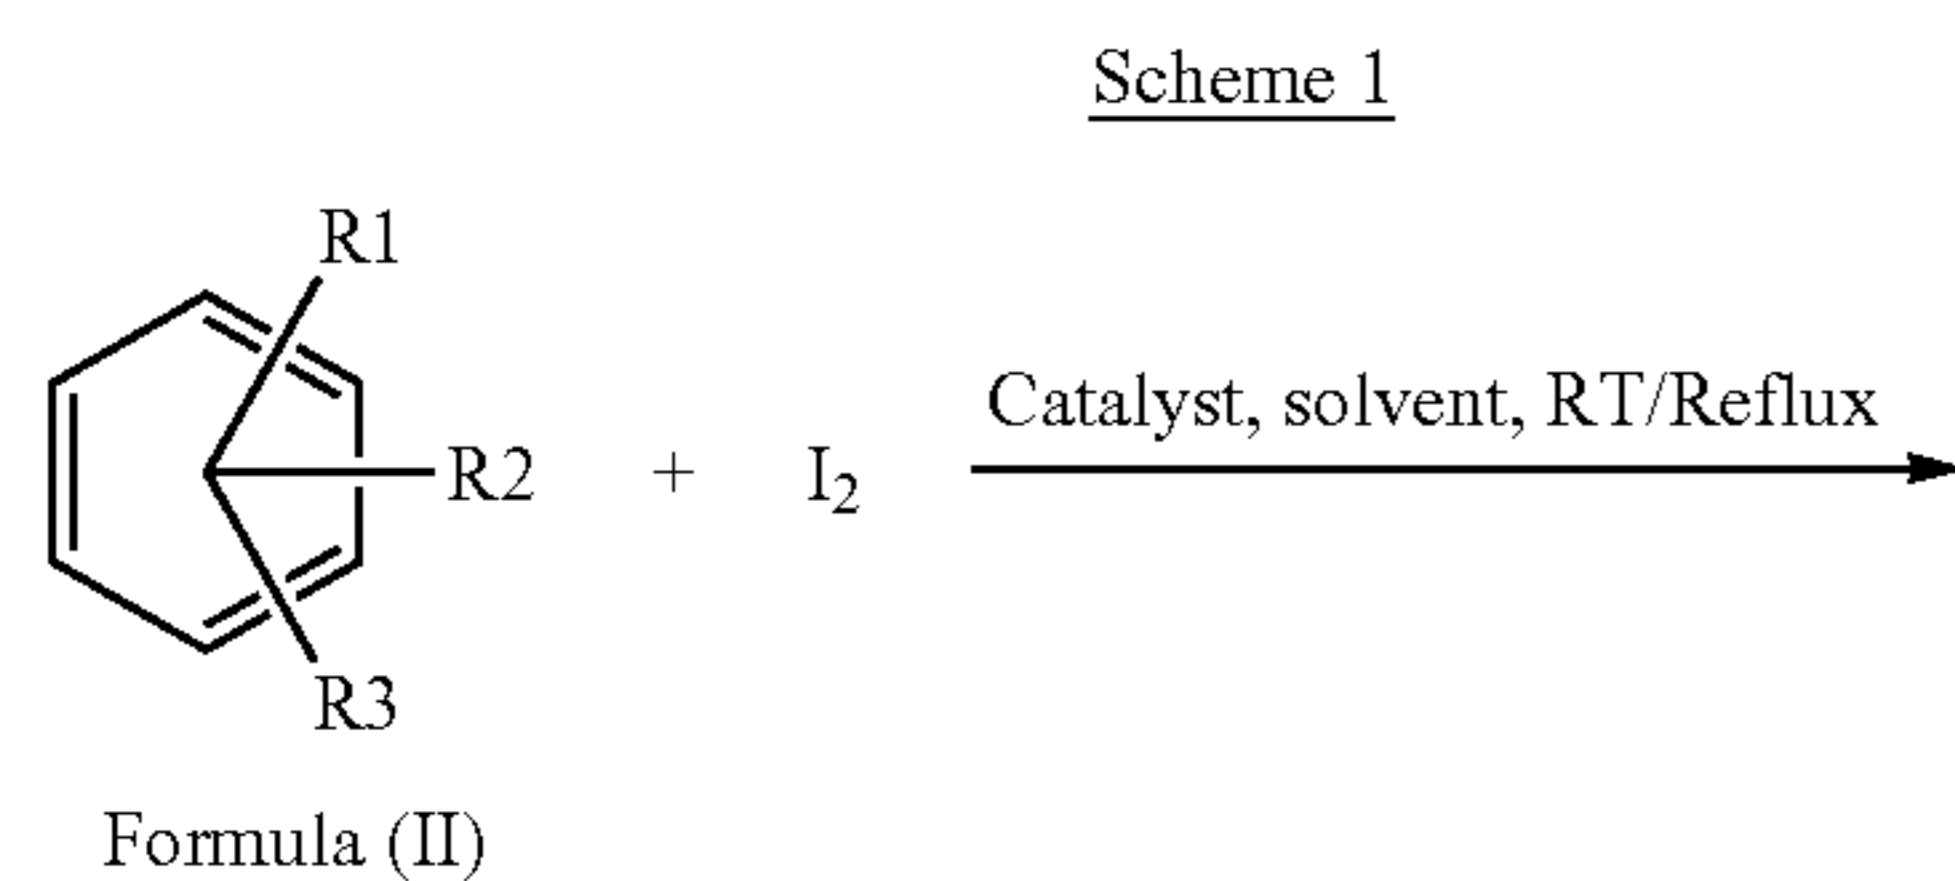 Scheme 1
R1
Catalyst, solvent, RT/Reflux
R2 + I₂
R3
Formula (II)